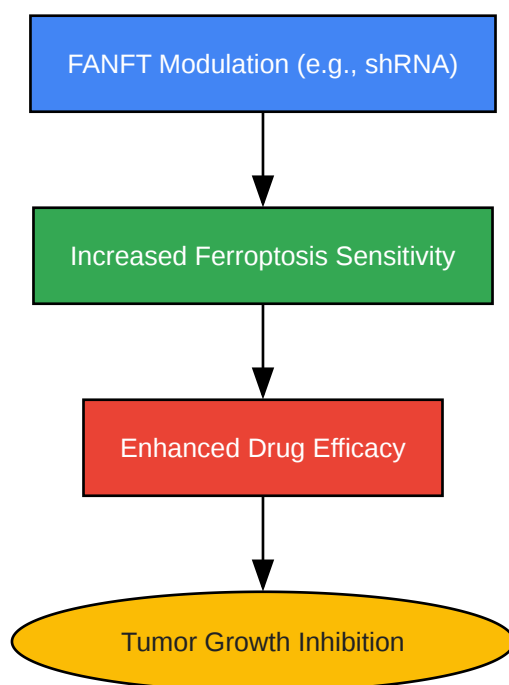 FANFT Modulation (e.g., shRNA)
Increased Ferroptosis Sensitivity
Enhanced Drug Efficacy
Tumor Growth Inhibition